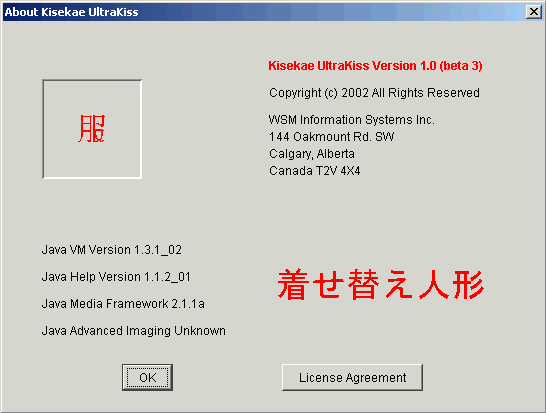 About Kisekae UltraKiss
Kisekae UltraKiss Version 1.0 (beta 3)
Copyright (c) 2002 All Rights Reserved
服
WSM Information Systems Inc.
144 Oakmount Rd. SW
Calgary, Alberta
Canada T2V 4X4
Java VM Version 1.3.1_02
Java Help Version 1.1.2_01
Java Media Framework 2.1.1a
Java Advanced Imaging Unknown
着せ替え人形
OK
License Agreement